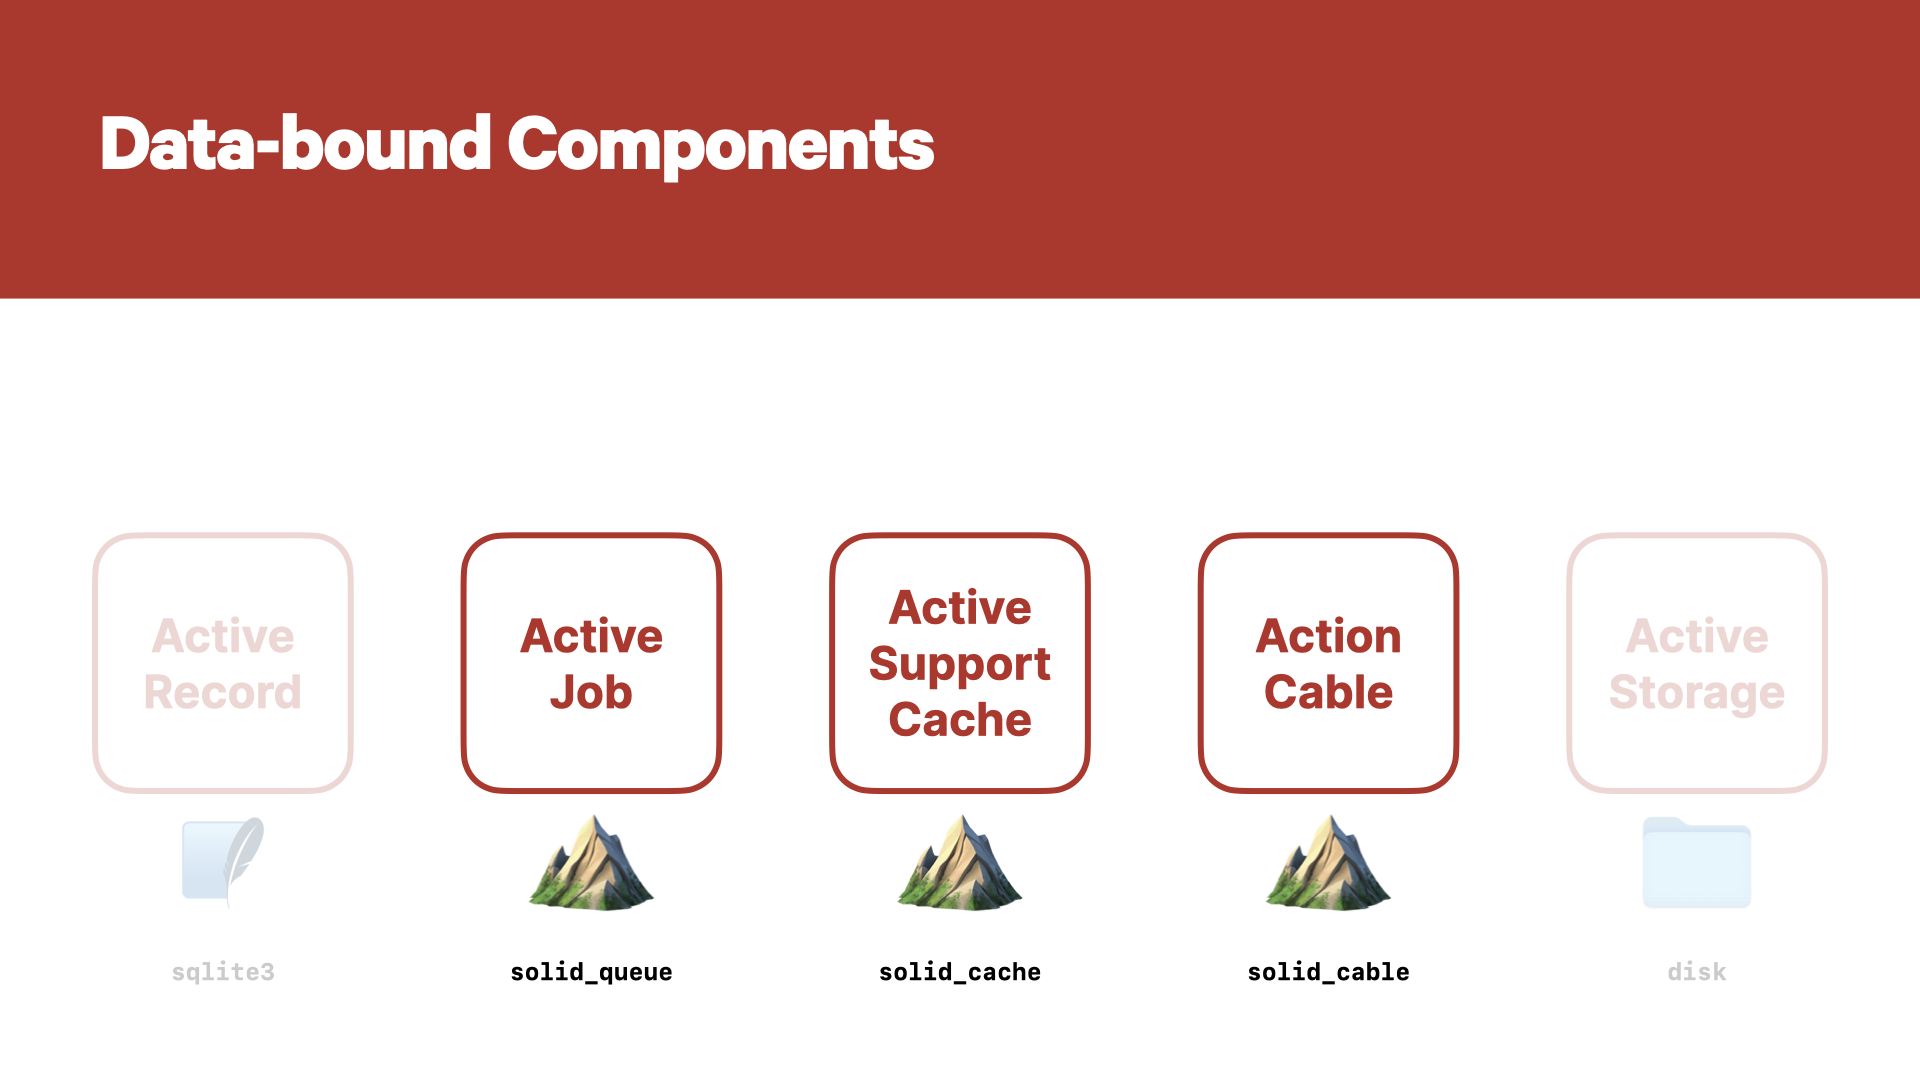 Data-bound Components
Active
Record
sqlite3
Active
Job
solid_queue
Active
Support
Cache
solid_cache
Action
Cable
solid_cable
Active
Storage
disk